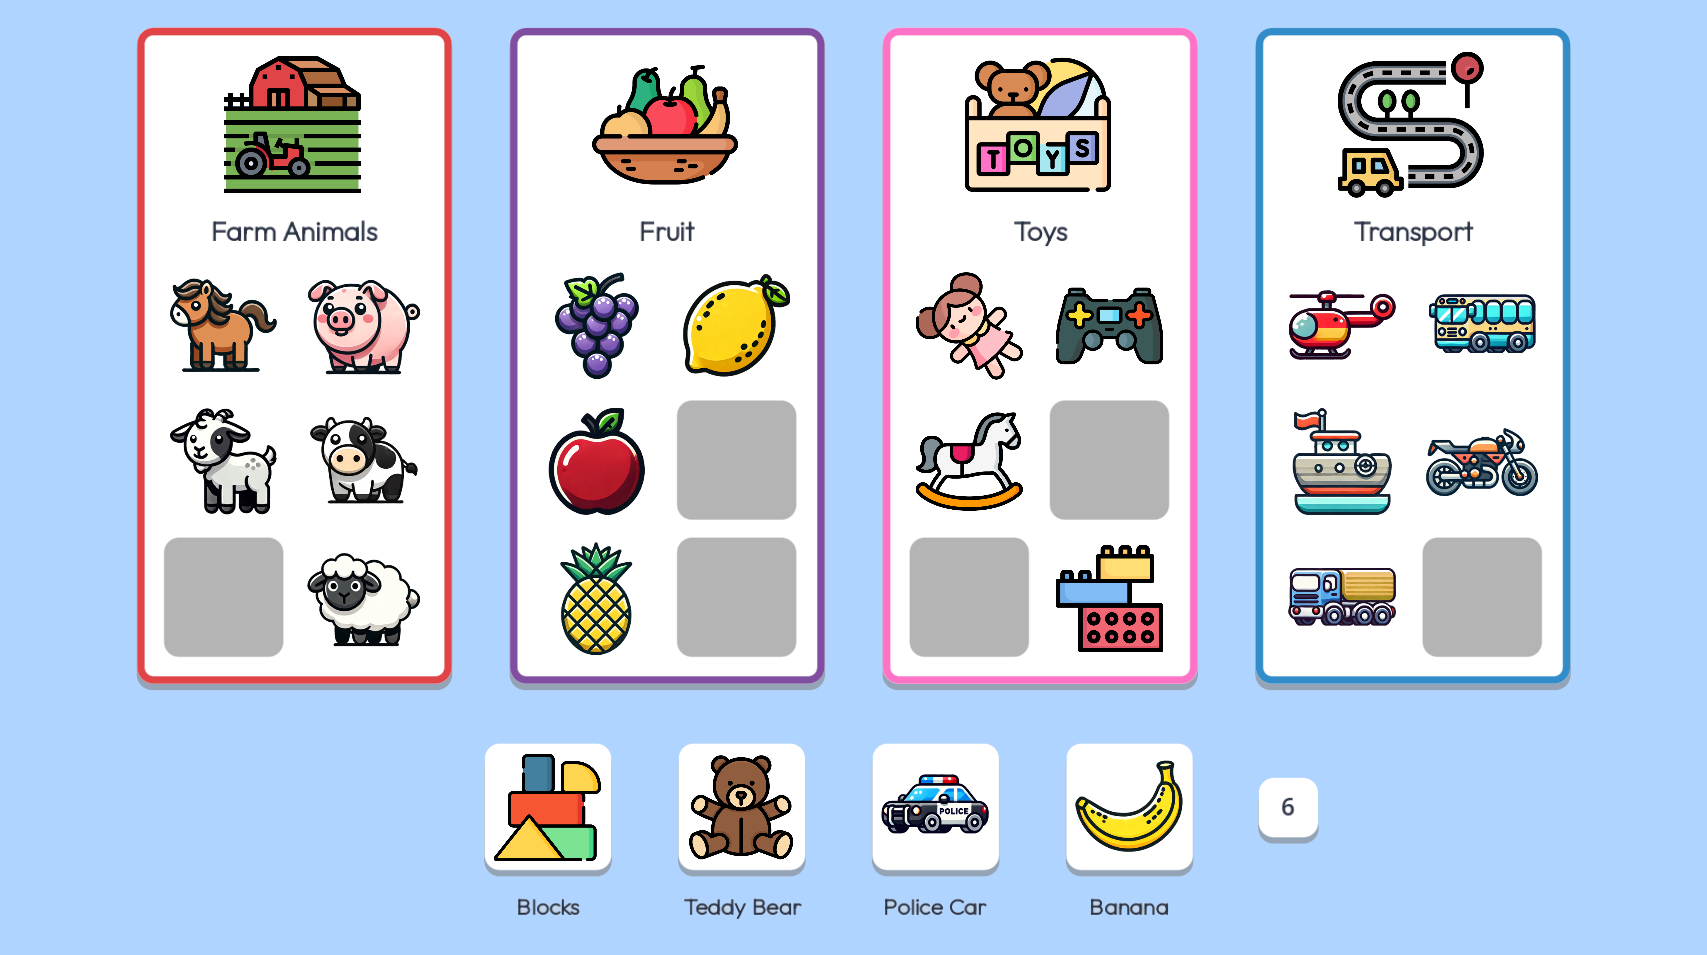 TOYS
Farm Animals
Fruit
Toys
Transport
POLICE
6
Blocks
Teddy Bear
Police Car
Banana